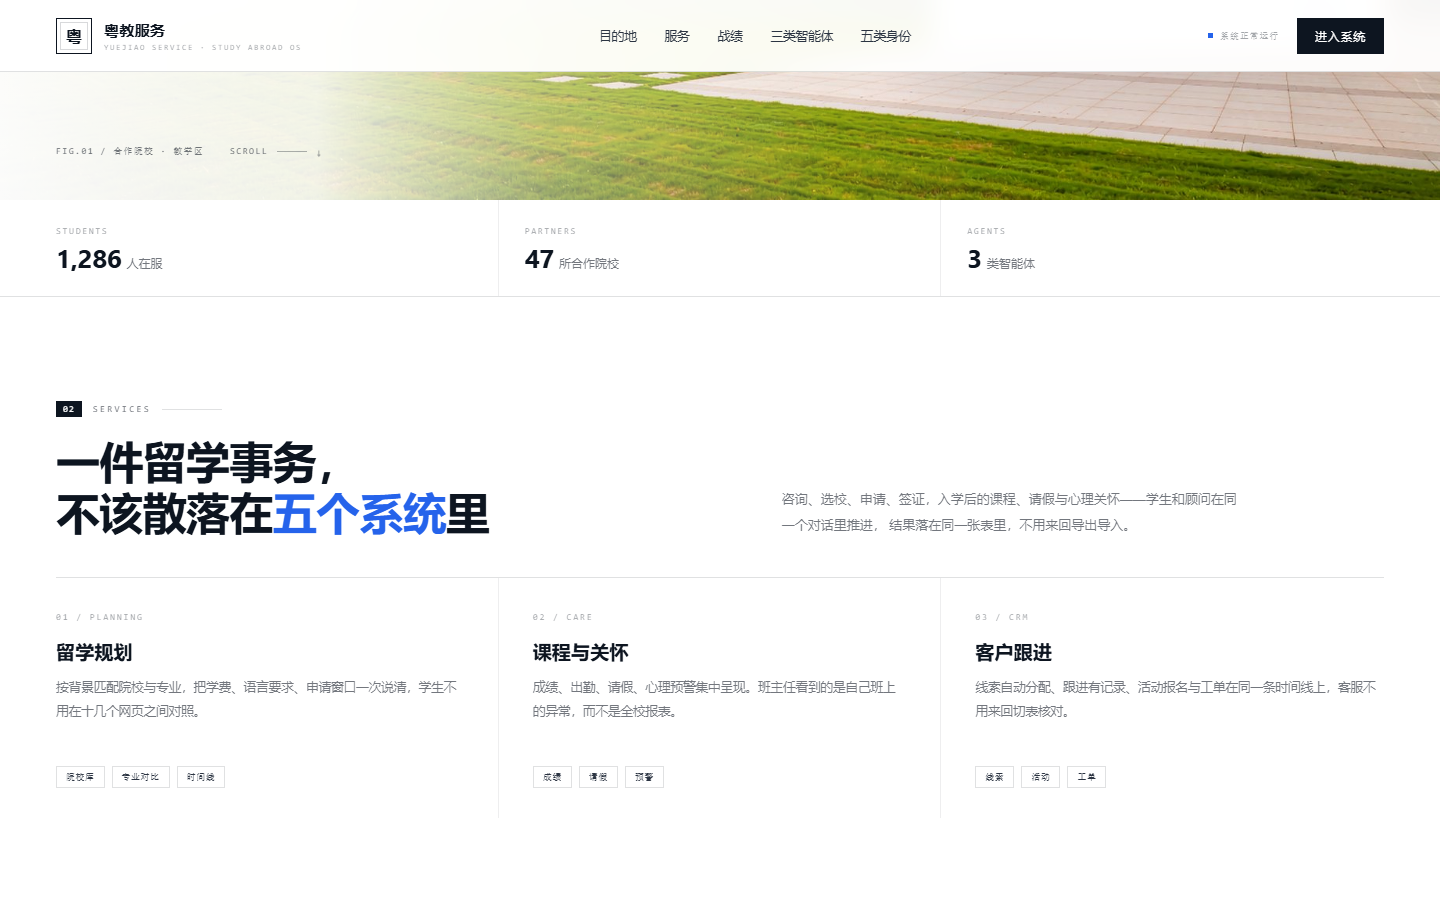 粤
粤教服务
YUEJIAO SERVICE · STUDY ABROAD OS
目的地
服务
战绩
三类智能体
五类身份
系统正常运行
进入系统
FIG.01 / 合作院校 · 教学区
SCROLL
↓
STUDENTS
1,286 人在服
PARTNERS
47 所合作院校
AGENTS
3 类智能体
02 SERVICES
一件留学事务，
不该散落在五个系统里
咨询、选校、申请、签证，入学后的课程、请假与心理关怀——学生和顾问在同
一个对话里推进， 结果落在同一张表里，不用来回导出导入。
01 / PLANNING
留学规划
按背景匹配院校与专业，把学费、语言要求、申请窗口一次说清，学生不
用在十几个网页之间对照。
院校库
专业对比
时间线
02 / CARE
课程与关怀
成绩、出勤、请假、心理预警集中呈现。班主任看到的是自己班上
的异常，而不是全校报表。
成绩
请假
预警
03 / CRM
客户跟进
线索自动分配、跟进有记录、活动报名与工单在同一条时间线上，客服不
用来回切表核对。
线索
活动
工单